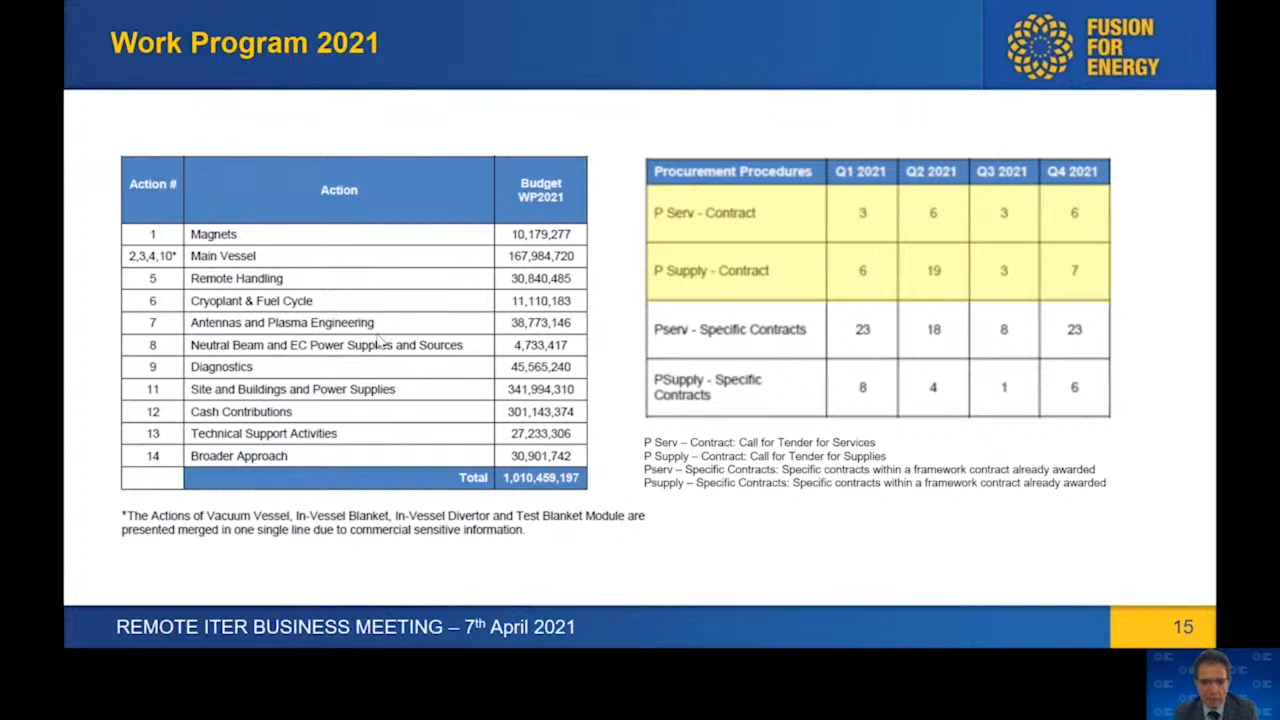 Work Program 2021
FUSION
FOR
ENERGY
Action # Action Budget WP2021
1 Magnets 10,179,277
2,3,4,10* Main Vessel 167,984,720
5 Remote Handling 30,840,485
6 Cryoplant & Fuel Cycle 11,110,183
7 Antennas and Plasma Engineering 38,773,146
8 Neutral Beam and EC Power Supplies and Sources 4,733,417
9 Diagnostics 45,565,240
11 Site and Buildings and Power Supplies 341,994,310
12 Cash Contributions 301,143,374
13 Technical Support Activities 27,233,306
14 Broader Approach 30,901,742
Total 1,010,459,197
*The Actions of Vacuum Vessel, In-Vessel Blanket, In-Vessel Divertor and Test Blanket Module are
presented merged in one single line due to commercial sensitive information.
Procurement Procedures Q1 2021 Q2 2021 Q3 2021 Q4 2021
P Serv - Contract 3 6 3 6
P Supply - Contract 6 19 3 7
Pserv - Specific Contracts 23 18 8 23
PSupply - Specific Contracts 8 4 1 6
P Serv – Contract: Call for Tender for Services
P Supply – Contract: Call for Tender for Supplies
Pserv – Specific Contracts: Specific contracts within a framework contract already awarded
Psupply – Specific Contracts: Specific contracts within a framework contract already awarded
REMOTE ITER BUSINESS MEETING – 7th April 2021
15